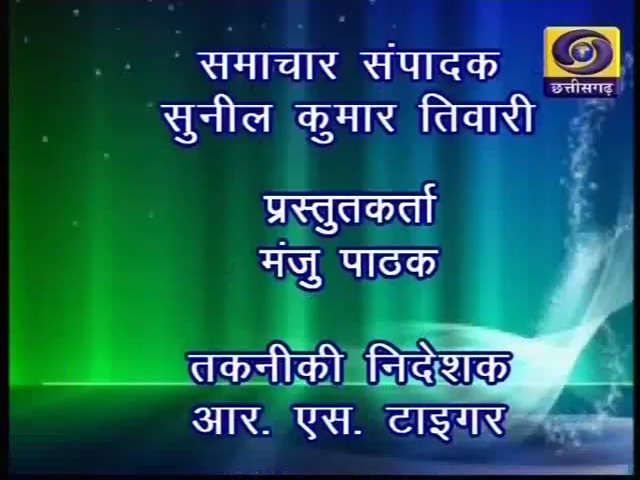 समाचार संपादक
छत्तीसगढ़
सुनील कुमार तिवारी
प्रस्तुतकर्ता
मंजु पाठक
तकनीकी निदेशक
आर. एस. टाइगर